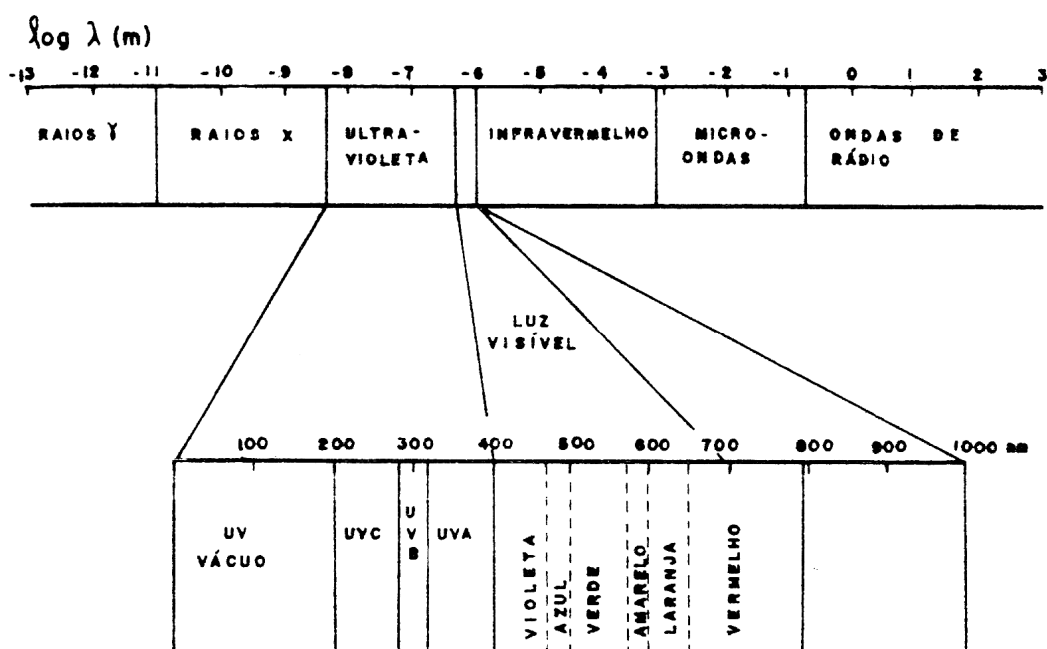 log λ (m)
-13 -12 -11 -10 -9 -8 -7 -6 -5 -4 -3 -2 -1 0 1 2 3
RAIOS γ
RAIOS X
ULTRA-
VIOLETA
INFRAVERMELHO
MICRO-
ONDAS
ONDAS DE
RÁDIO
LUZ
VISÍVEL
100 200 300 400 500 600 700 800 900 1000 nm
UV
VÁCUO
UVC
UVB
UVA
VIOLETA
AZUL
VERDE
AMARELO
LARANJA
VERMELHO